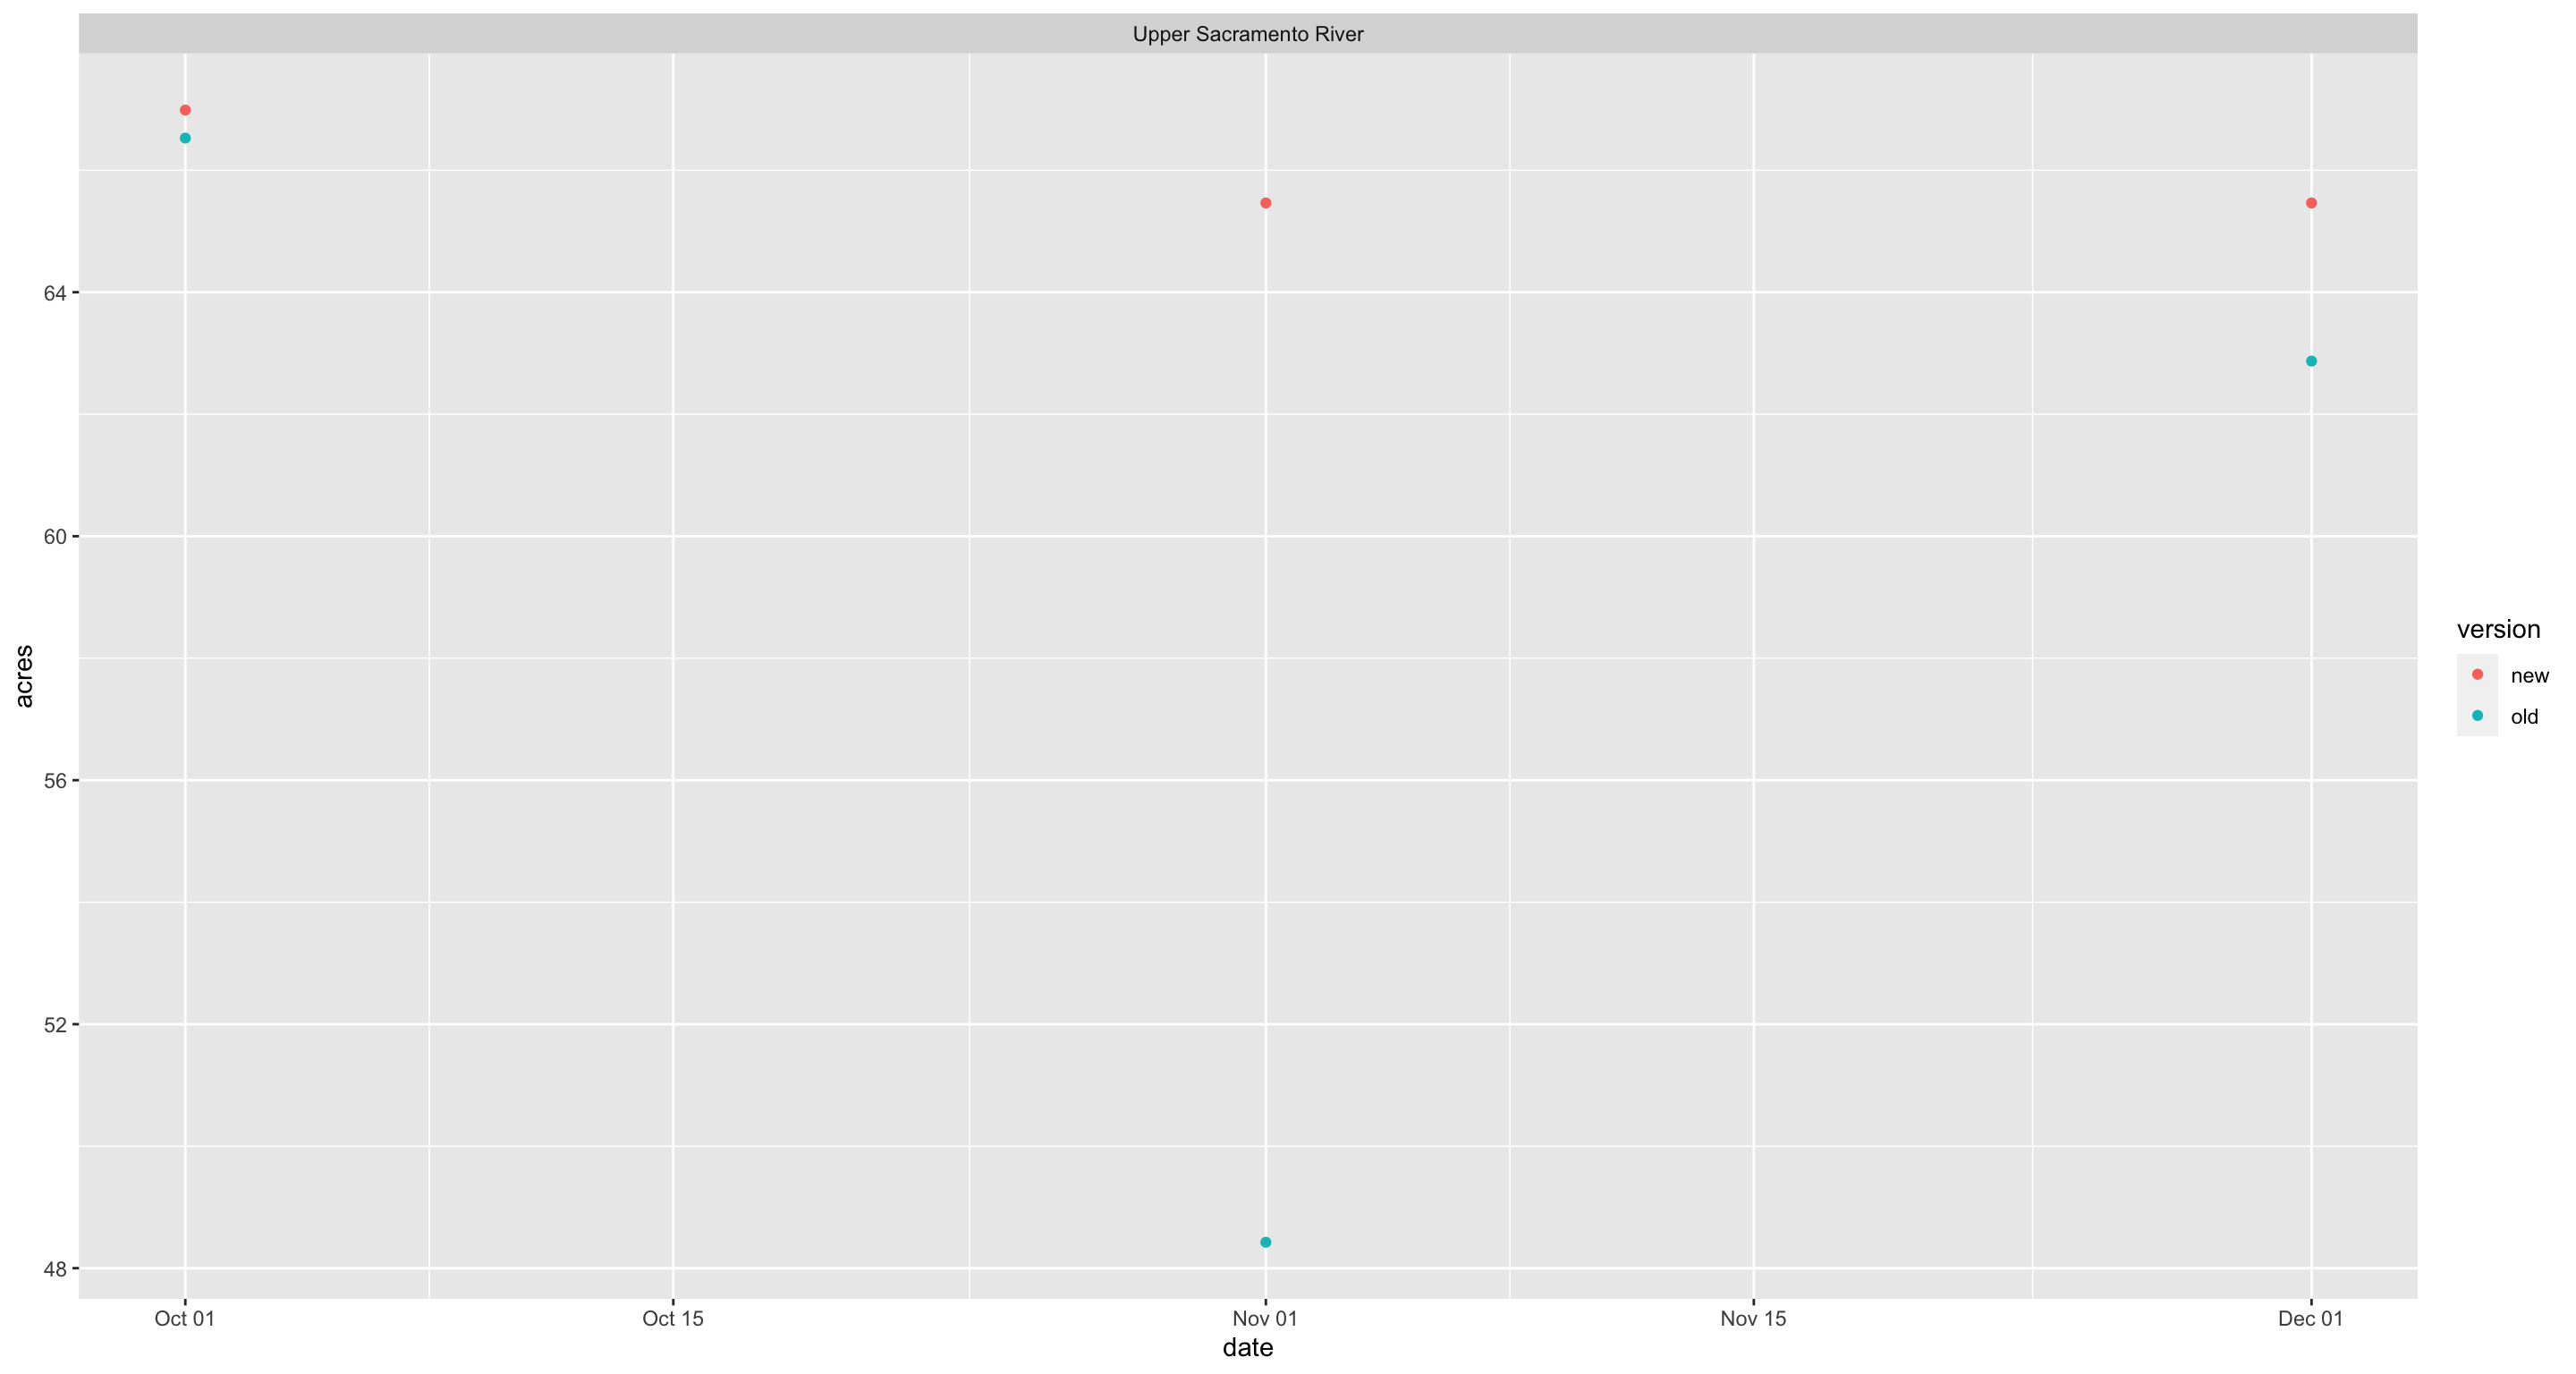 Upper Sacramento River
64
60
56
52
48
acres
Oct 01
Oct 15
Nov 01
Nov 15
Dec 01
date
version
new
old